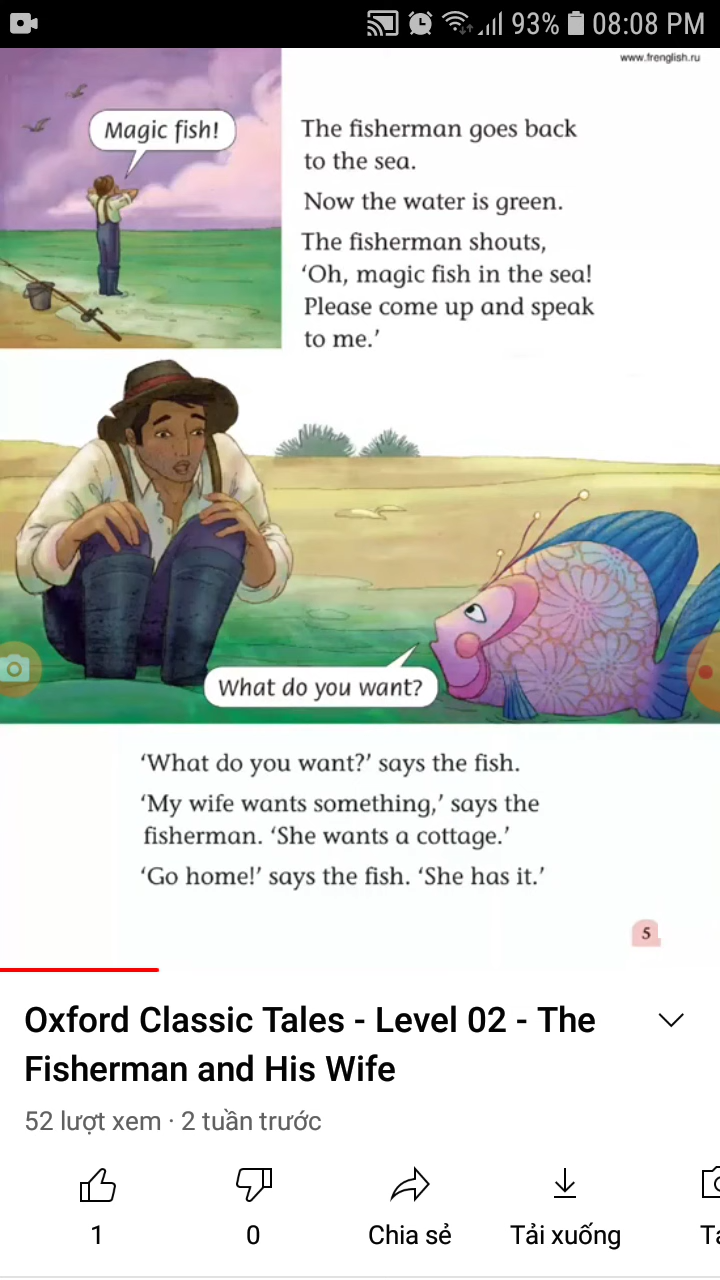 93% 08:08 PM
www.frenglish.ru
Magic fish!
The fisherman goes back
to the sea.
Now the water is green.
The fisherman shouts,
‘Oh, magic fish in the sea!
Please come up and speak
to me.’
What do you want?
‘What do you want?’ says the fish.
‘My wife wants something,’ says the
fisherman. ‘She wants a cottage.’
‘Go home!’ says the fish. ‘She has it.’
5
Oxford Classic Tales - Level 02 - The
Fisherman and His Wife
52 lượt xem · 2 tuần trước
1 0 Chia sẻ Tải xuống